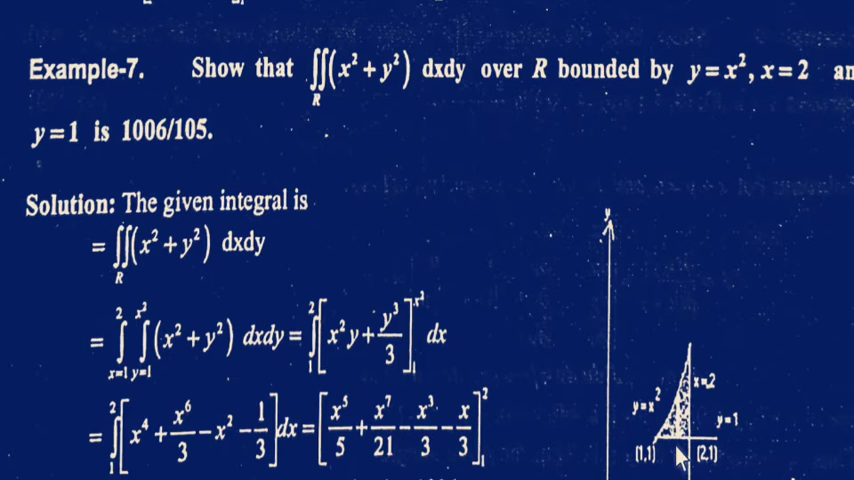 Example-7. Show that ∬_R (x² + y²) dxdy over R bounded by y = x², x = 2 an
y = 1 is 1006/105.
Solution: The given integral is
= ∬_R (x² + y²) dxdy
= ∫_{x=1}^{2} ∫_{y=1}^{x²} (x² + y²) dxdy = ∫_1^2 [x²y + y³/3]_1^{x²} dx
= ∫_1^2 [x⁴ + x⁶/3 − x² − 1/3] dx = [x⁵/5 + x⁷/21 − x³/3 − x/3]_1^2
y
x=2
y=x²
y=1
(1,1) (2,1)